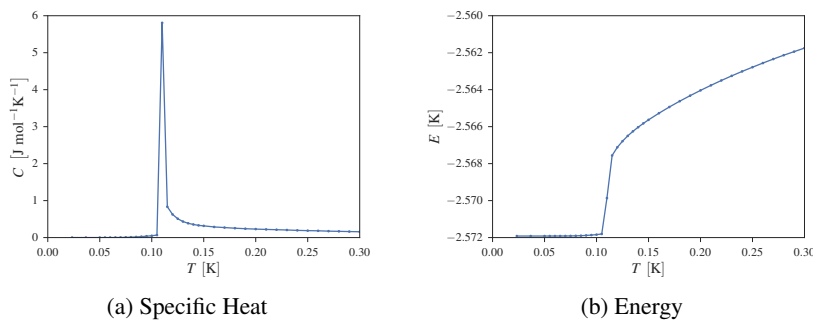 6
5
4
3
2
1
0
C [J mol⁻¹K⁻¹]
0.00 0.05 0.10 0.15 0.20 0.25 0.30
T [K]
(a) Specific Heat
−2.560
−2.562
−2.564
−2.566
−2.568
−2.570
−2.572
E [K]
0.00 0.05 0.10 0.15 0.20 0.25 0.30
T [K]
(b) Energy